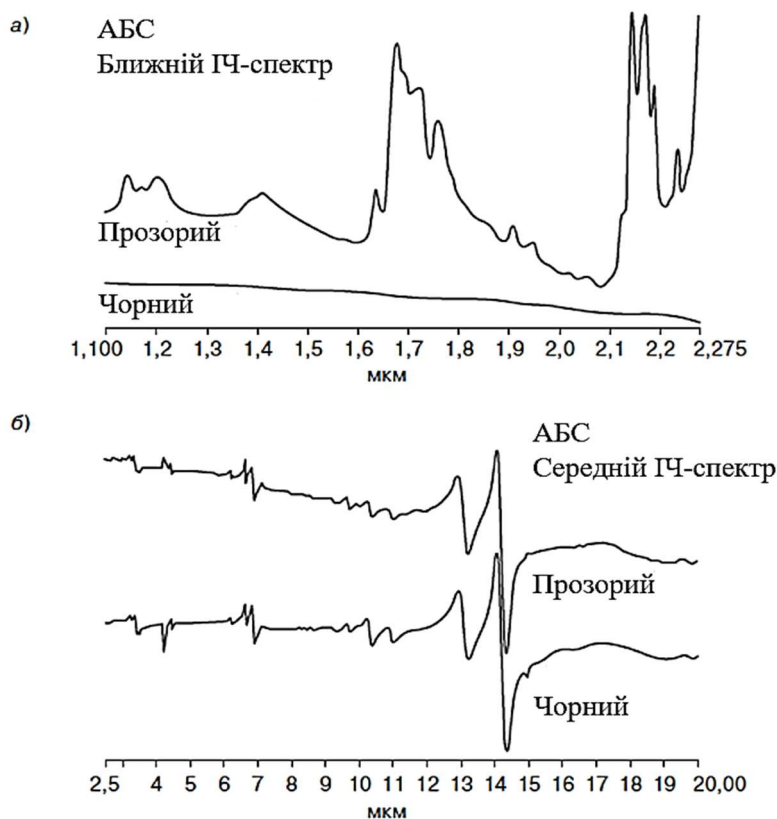 а)
АБС
Ближній ІЧ-спектр
Прозорий
Чорний
1,100 1,2 1,3 1,4 1,5 1,6 1,7 1,8 1,9 2,0 2,1 2,2 2,275
мкм
б)
АБС
Середній ІЧ-спектр
Прозорий
Чорний
2,5 3 4 5 6 7 8 9 10 11 13 14 15 16 17 18 19 20,00
мкм